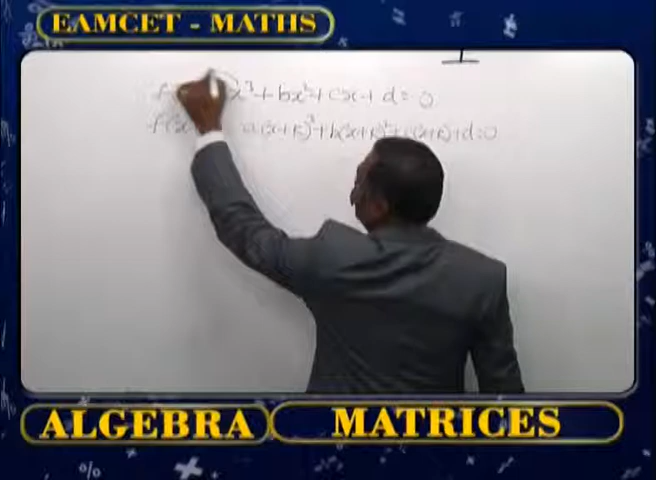 EAMCET - MATHS
x³ + bx² + cx + d = 0
a(x+h)³ + b(x+h)² + c(x+h) + d = 0
ALGEBRA
MATRICES